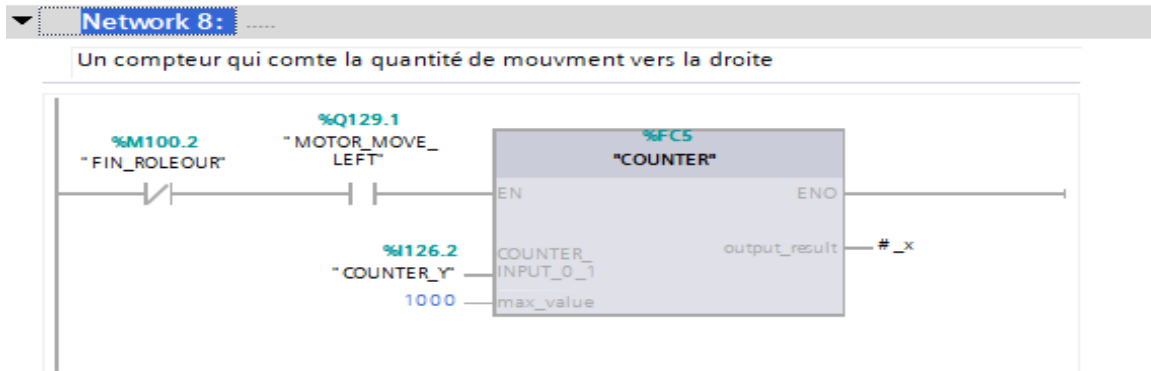 Network 8: .....
Un compteur qui comte la quantité de mouvment vers la droite
%M100.2
"FIN_ROLEOUR"
%Q129.1
"MOTOR_MOVE_
LEFT"
%FC5
"COUNTER"
EN
ENO
%I126.2
"COUNTER_Y"
COUNTER_
INPUT_0_1
output_result
#_x
1000
max_value